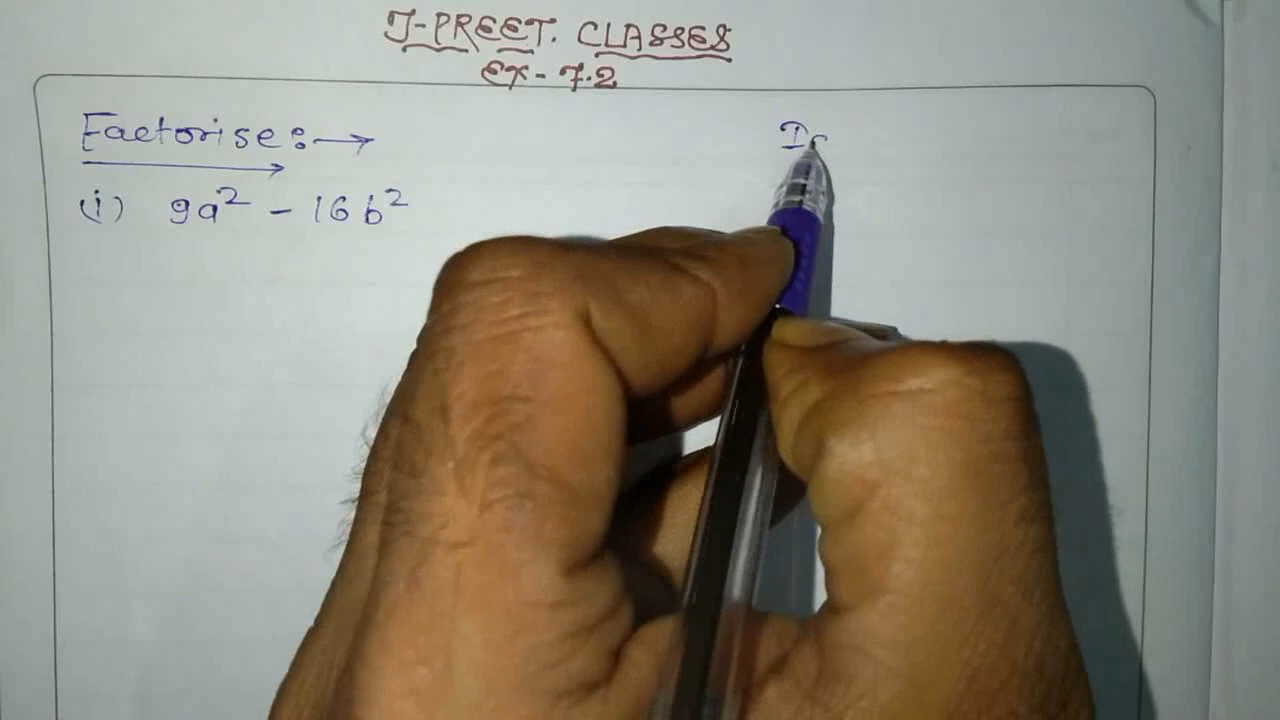 J-PREET. CLASSES
EX- 7.2
Factorise:→
(i) 9a² - 16b²